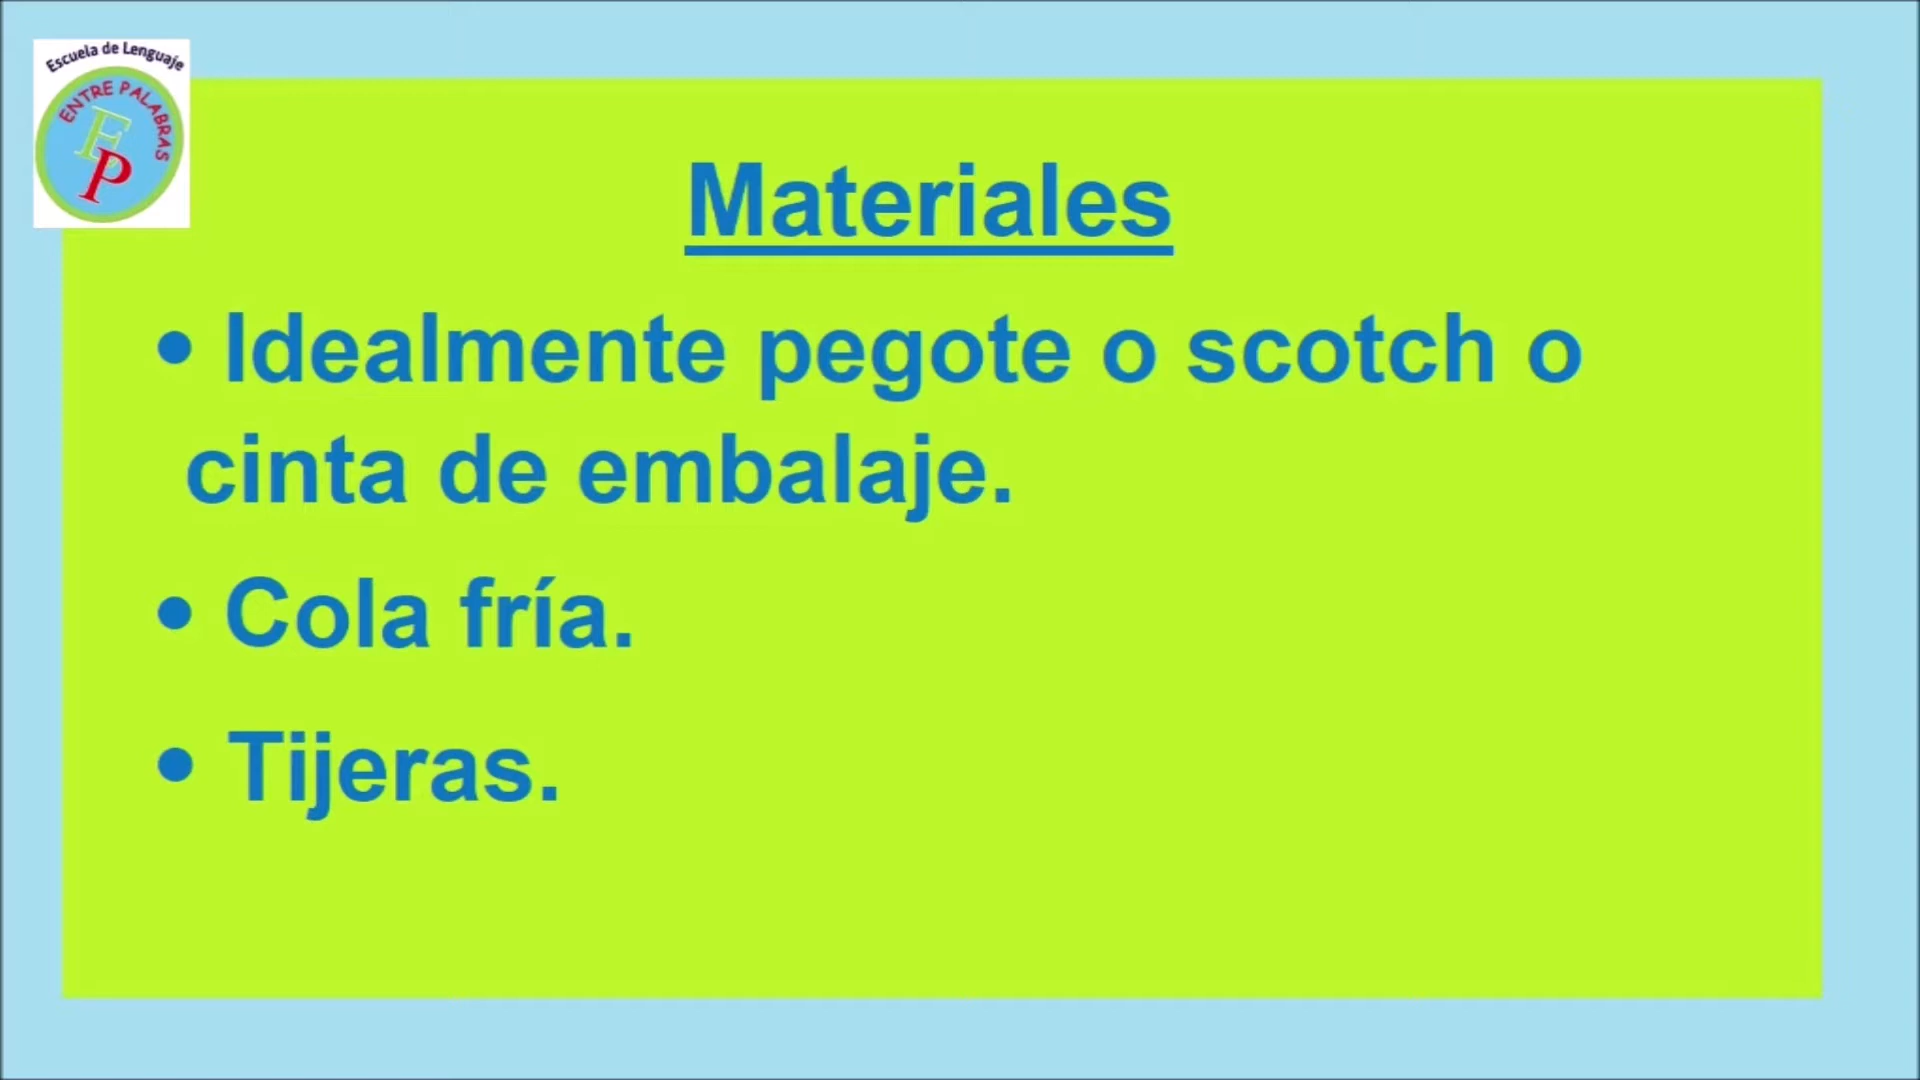 Escuela de Lenguaje
ENTRE PALABRAS
EP
Materiales
• Idealmente pegote o scotch o
cinta de embalaje.
• Cola fría.
• Tijeras.